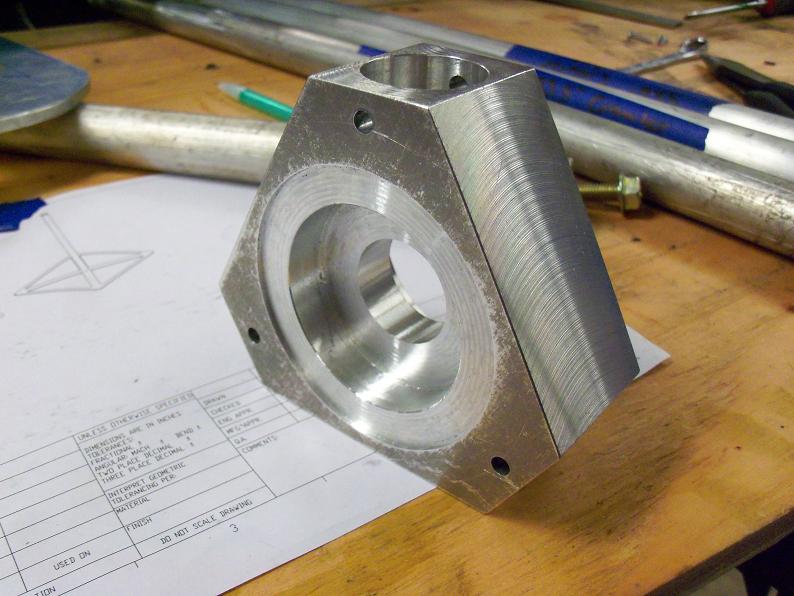 UNLESS OTHERWISE SPECIFIED
DIMENSIONS ARE IN INCHES
TOLERANCES:
FRACTIONAL ±
ANGULAR: MACH ± BEND ±
TWO PLACE DECIMAL ±
THREE PLACE DECIMAL ±
INTERPRET GEOMETRIC
TOLERANCING PER:
MATERIAL
FINISH
DO NOT SCALE DRAWING
DRAWN
CHECKED
ENG APPR.
MFG APPR.
Q.A.
COMMENTS:
USED ON
3